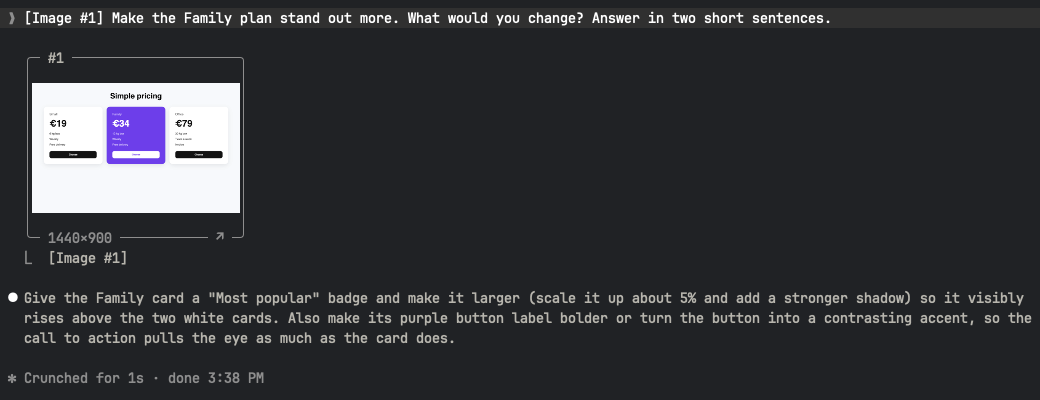 ❯ [Image #1] Make the Family plan stand out more. What would you change? Answer in two short sentences.
#1
Simple pricing
€19
€34
€79
1440×900 ↗
[Image #1]
● Give the Family card a "Most popular" badge and make it larger (scale it up about 5% and add a stronger shadow) so it visibly
rises above the two white cards. Also make its purple button label bolder or turn the button into a contrasting accent, so the
call to action pulls the eye as much as the card does.
✻ Crunched for 1s · done 3:38 PM